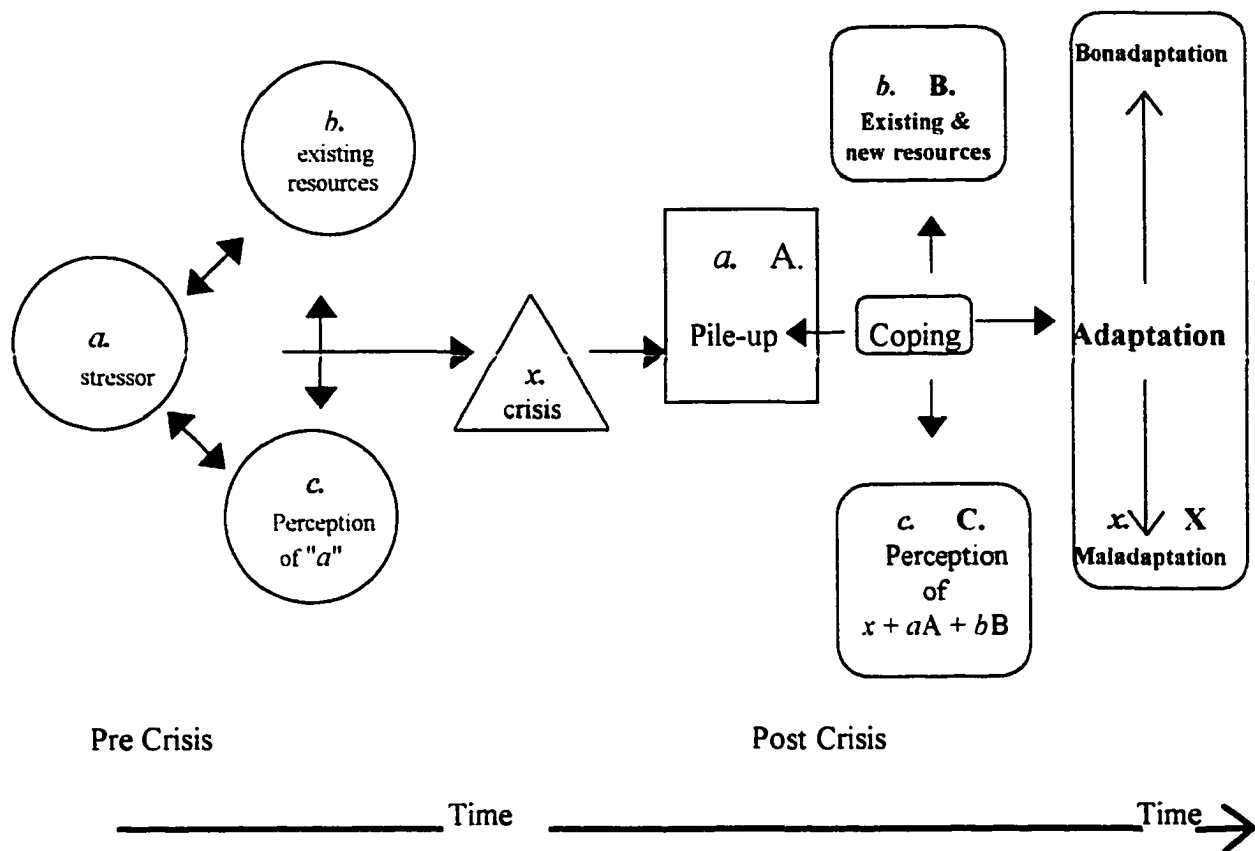 b.
existing
resources
a.
stressor
c.
Perception
of "a"
x.
crisis
a. A.
Pile-up
b. B.
Existing &
new resources
Coping
c. C.
Perception
of
x + aA + bB
Bonadaptation
Adaptation
x. X
Maladaptation
Pre Crisis
Post Crisis
Time
Time